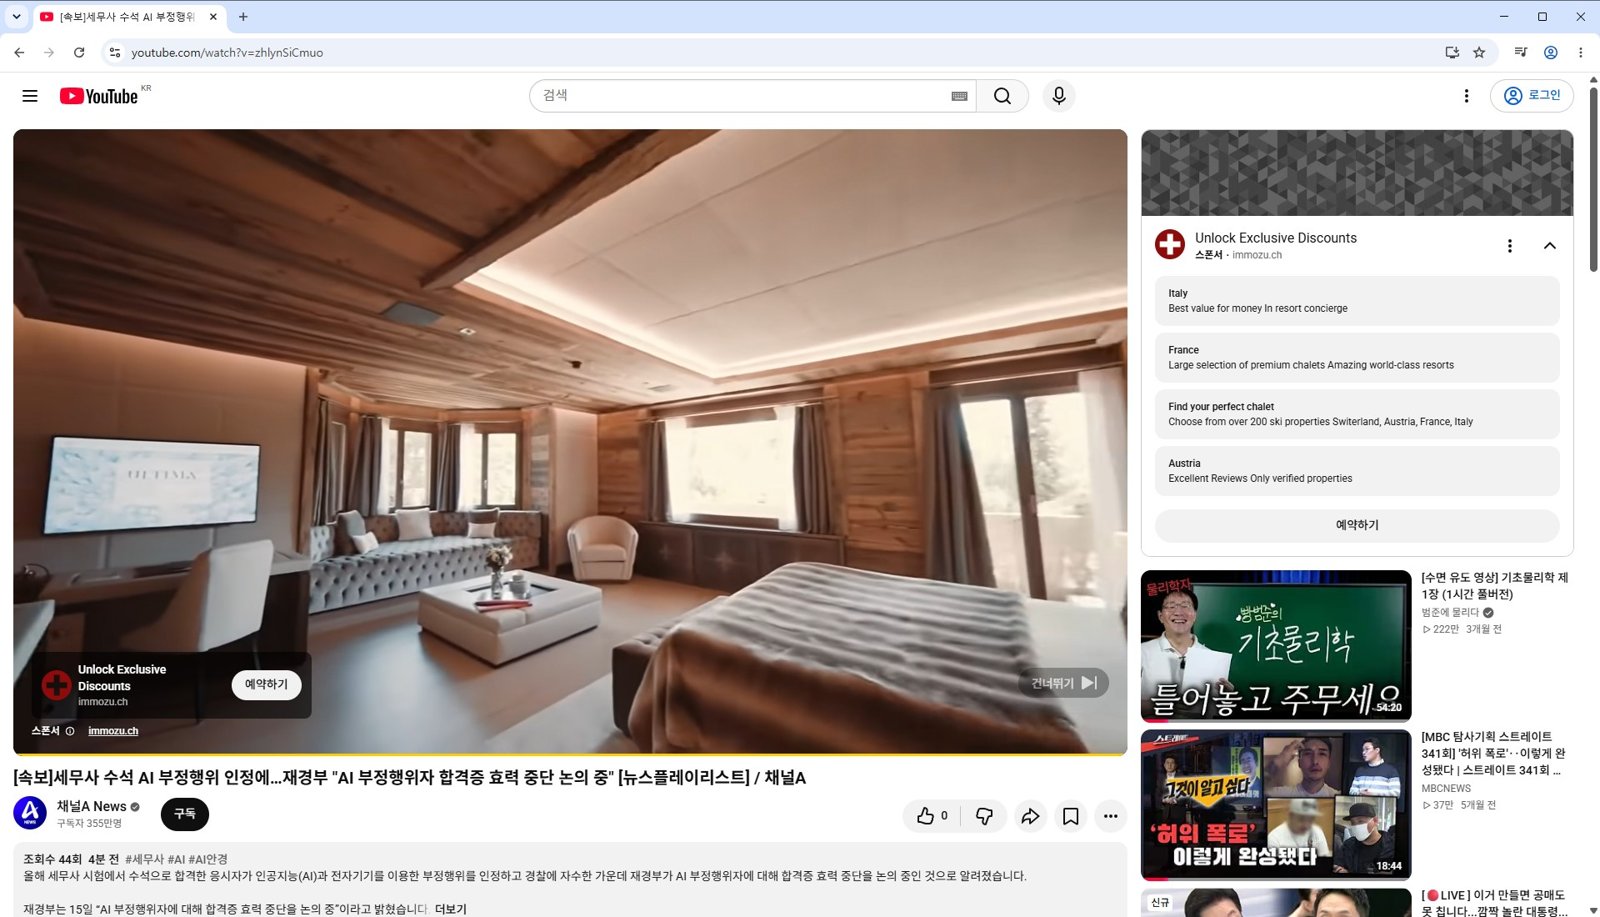 [속보]세무사 수석 AI 부정행위
youtube.com/watch?v=zhlynSiCmuo
YouTube KR
검색
로그인
ULTIMA
Unlock Exclusive
Discounts
immozu.ch
예약하기
건너뛰기
스폰서
immozu.ch
[속보]세무사 수석 AI 부정행위 인정에…재경부 "AI 부정행위자 합격증 효력 중단 논의 중" [뉴스플레이리스트] / 채널A
NEWS
채널A News
구독자 355만명
구독
0
조회수 44회 4분 전 #세무사 #AI #AI안경
올해 세무사 시험에서 수석으로 합격한 응시자가 인공지능(AI)과 전자기기를 이용한 부정행위를 인정하고 경찰에 자수한 가운데 재경부가 AI 부정행위자에 대해 합격증 효력 중단을 논의 중인 것으로 알려졌습니다.
재경부는 15일 “AI 부정행위자에 대해 합격증 효력 중단을 논의 중”이라고 밝혔습니다. 더보기
Unlock Exclusive Discounts
스폰서 · immozu.ch
Italy
Best value for money In resort concierge
France
Large selection of premium chalets Amazing world-class resorts
Find your perfect chalet
Choose from over 200 ski properties Switerland, Austria, France, Italy
Austria
Excellent Reviews Only verified properties
예약하기
물리학자
빵범준의
기초물리학
틀어놓고 주무세요
54:20
[수면 유도 영상] 기초물리학 제
1장 (1시간 풀버전)
범준에 물리다
222만 3개월 전
스트레이트
그것이 알고 싶다
'허위 폭로'
이렇게 완성됐다
18:44
[MBC 탐사기획 스트레이트
341회] '허위 폭로'··이렇게 완
성됐다 | 스트레이트 341회 ...
MBCNEWS
37만 5개월 전
신규
[🔴LIVE] 이거 만들면 공매도
못 칩니다...깜짝 놀란 대통령...